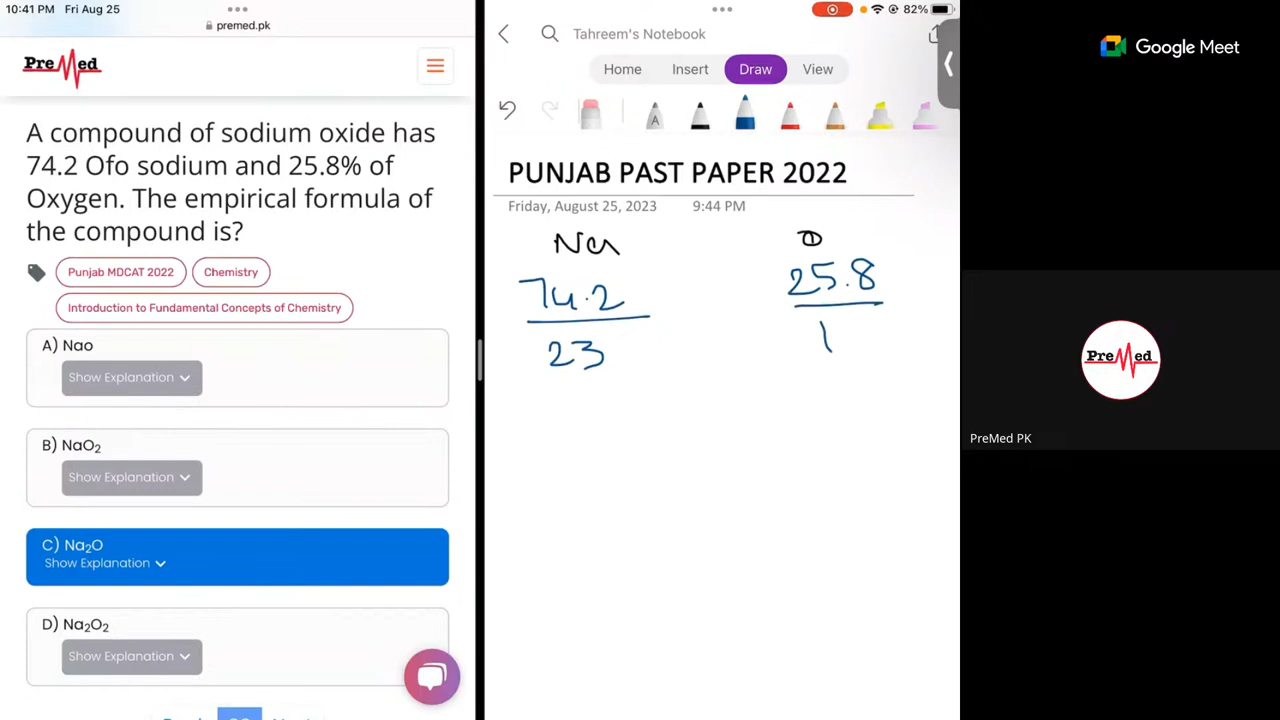 10:41 PM Fri Aug 25
premed.pk
PreMed
A compound of sodium oxide has
74.2 Ofo sodium and 25.8% of
Oxygen. The empirical formula of
the compound is?
Punjab MDCAT 2022
Chemistry
Introduction to Fundamental Concepts of Chemistry
A) Nao
Show Explanation
B) NaO₂
Show Explanation
C) Na₂O
Show Explanation
D) Na₂O₂
Show Explanation
82%
Tahreem's Notebook
Home Insert Draw View
A
PUNJAB PAST PAPER 2022
Friday, August 25, 2023 9:44 PM
Na O
74.2 25.8
23 1
Google Meet
PreMed
PreMed PK